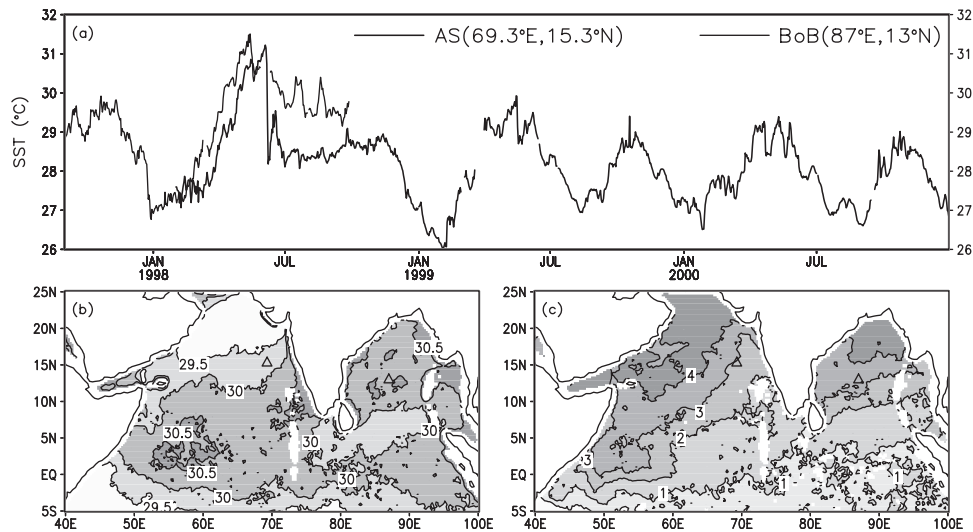 32 32
(a) AS(69.3°E,15.3°N) BoB(87°E,13°N)
31 31
30 30
SST (°C)
29 29
28 28
27 27
26 26
JAN JUL JAN JUL JAN JUL
1998 1999 2000
25N (b) 25N (c)
20N 20N
30.5
15N 29.5 15N
4
10N 30 10N
3
5N 30.5 30 30 5N 2
3
EQ 30.5 30 EQ
30 1 1 1
5S 29.5 5S
40E 50E 60E 70E 80E 90E 100E 40E 50E 60E 70E 80E 90E 100E